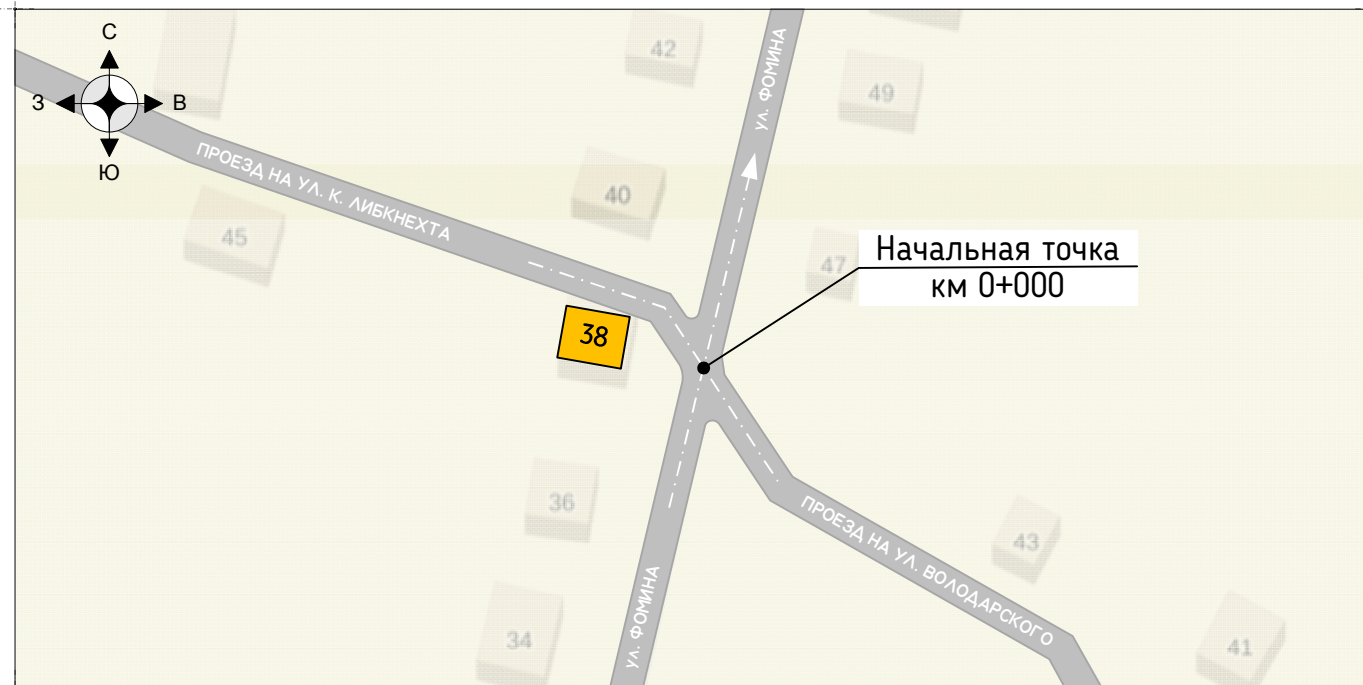 С
42
ул. ФОМИНА
49
З
В
Ю
ПРОЕЗД НА УЛ. К. ЛИБКНЕХТА
40
45
Начальная точка
47
км 0+000
38
36
ПРОЕЗД НА УЛ. ВОЛОДАРСКОГО
43
ул. ФОМИНА
34
41